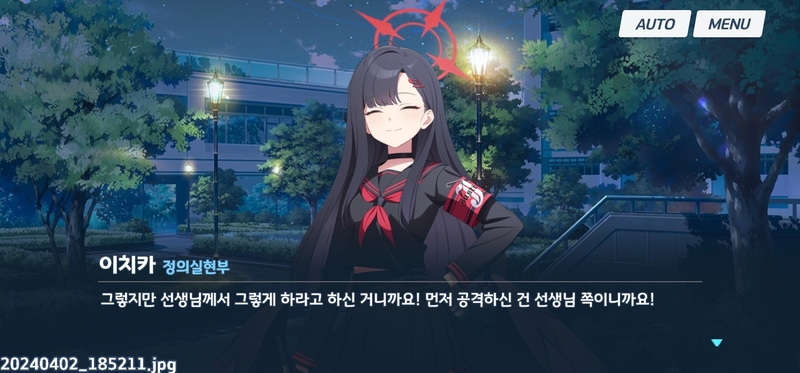 AUTO
MENU
이치카 정의실현부
그렇지만 선생님께서 그렇게 하라고 하신 거니까요! 먼저 공격하신 건 선생님 쪽이니까요!
20240402_185211.jpg